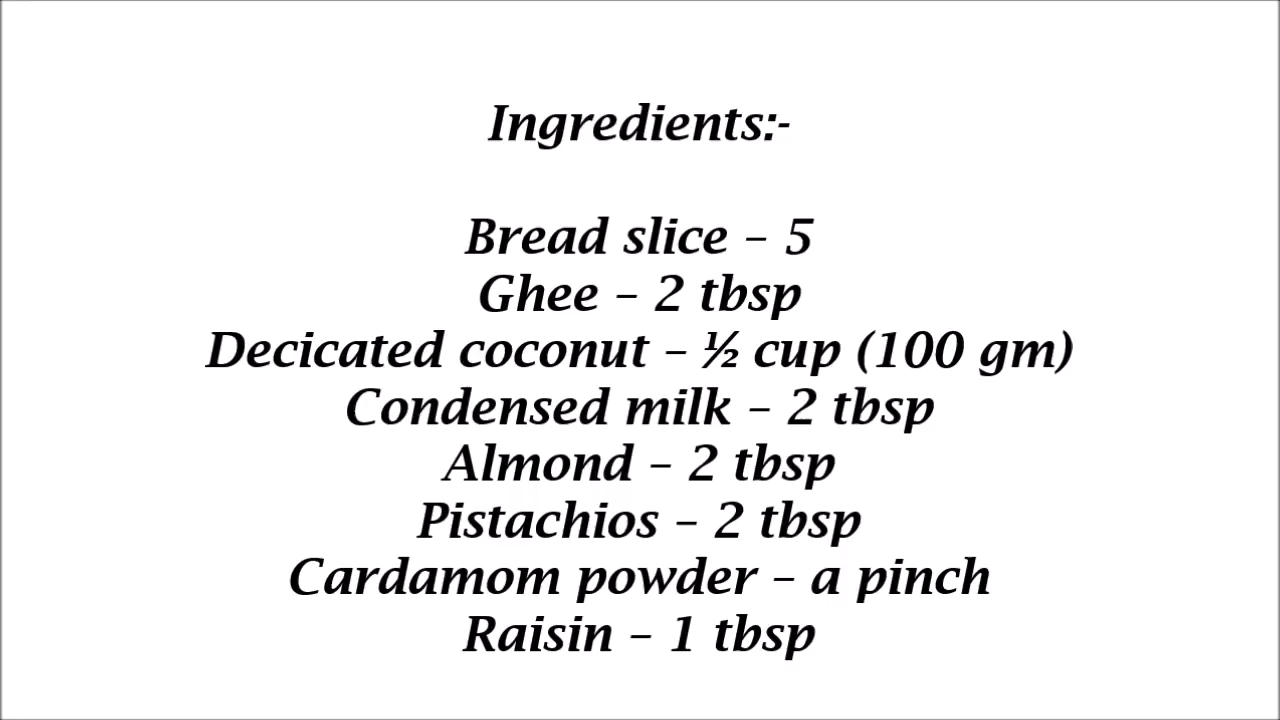 Ingredients:-
Bread slice – 5
Ghee – 2 tbsp
Decicated coconut – ½ cup (100 gm)
Condensed milk – 2 tbsp
Almond – 2 tbsp
Pistachios – 2 tbsp
Cardamom powder – a pinch
Raisin – 1 tbsp